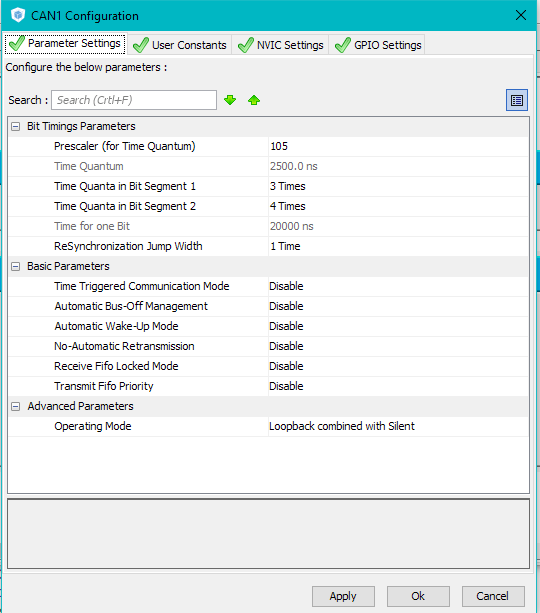 CAN1 Configuration
Parameter Settings User Constants NVIC Settings GPIO Settings
Configure the below parameters :
Search : Search (Crtl+F)
Bit Timings Parameters
Prescaler (for Time Quantum) 105
Time Quantum 2500.0 ns
Time Quanta in Bit Segment 1 3 Times
Time Quanta in Bit Segment 2 4 Times
Time for one Bit 20000 ns
ReSynchronization Jump Width 1 Time
Basic Parameters
Time Triggered Communication Mode Disable
Automatic Bus-Off Management Disable
Automatic Wake-Up Mode Disable
No-Automatic Retransmission Disable
Receive Fifo Locked Mode Disable
Transmit Fifo Priority Disable
Advanced Parameters
Operating Mode Loopback combined with Silent
Apply Ok Cancel